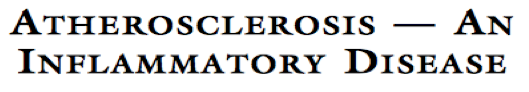 ATHEROSCLEROSIS — AN
INFLAMMATORY DISEASE